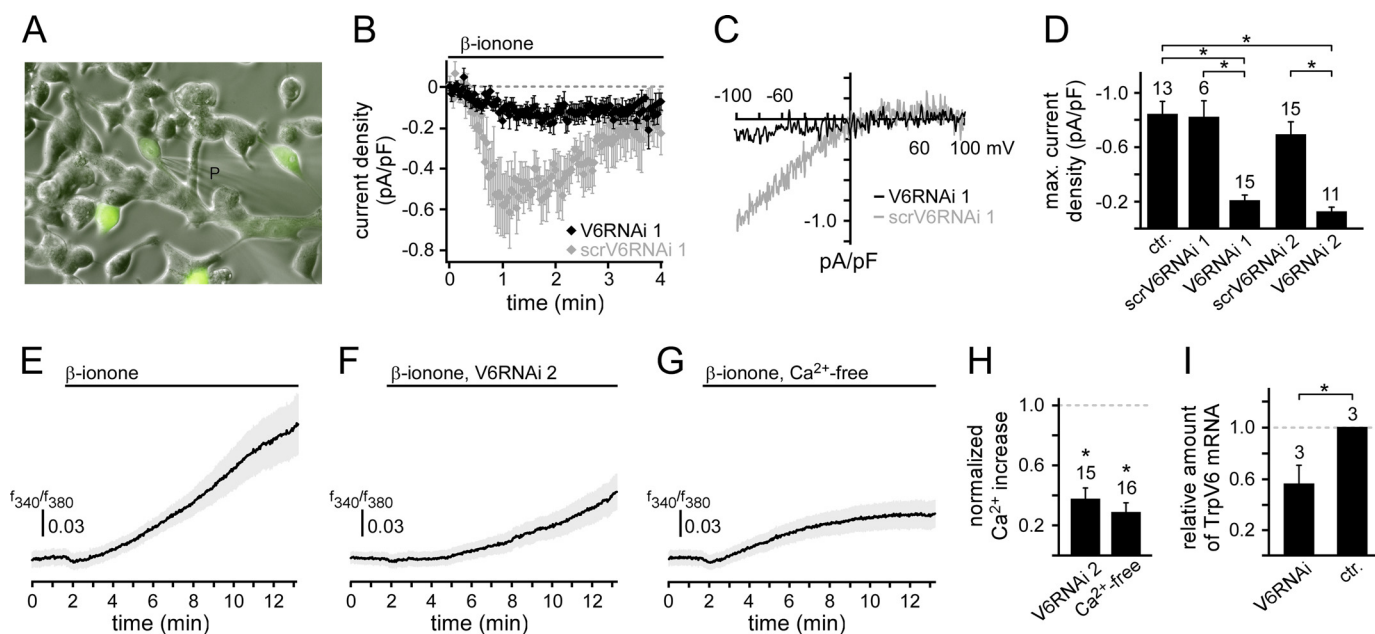 A
P
B
β-ionone
0
-0.2
-0.4
-0.6
-0.8
current density
(pA/pF)
V6RNAi 1
scrV6RNAi 1
0 1 2 3 4
time (min)
C
-100 -60
60 100 mV
V6RNAi 1
scrV6RNAi 1
-1.0
pA/pF
D
*
* *
* *
13 6 15 15 11
-1.0
-0.6
-0.2
max. current
density (pA/pF)
ctr.
scrV6RNAi 1
V6RNAi 1
scrV6RNAi 2
V6RNAi 2
E
β-ionone
f340/f380
0.03
0 2 4 6 8 10 12
time (min)
F
β-ionone, V6RNAi 2
f340/f380
0.03
0 2 4 6 8 10 12
time (min)
G
β-ionone, Ca²⁺-free
f340/f380
0.03
0 2 4 6 8 10 12
time (min)
H
1.0
0.6
0.2
normalized
Ca²⁺ increase
* *
15 16
V6RNAi 2
Ca²⁺-free
I
*
3 3
1.0
0.6
0.2
relative amount
of TrpV6 mRNA
V6RNAi
ctr.